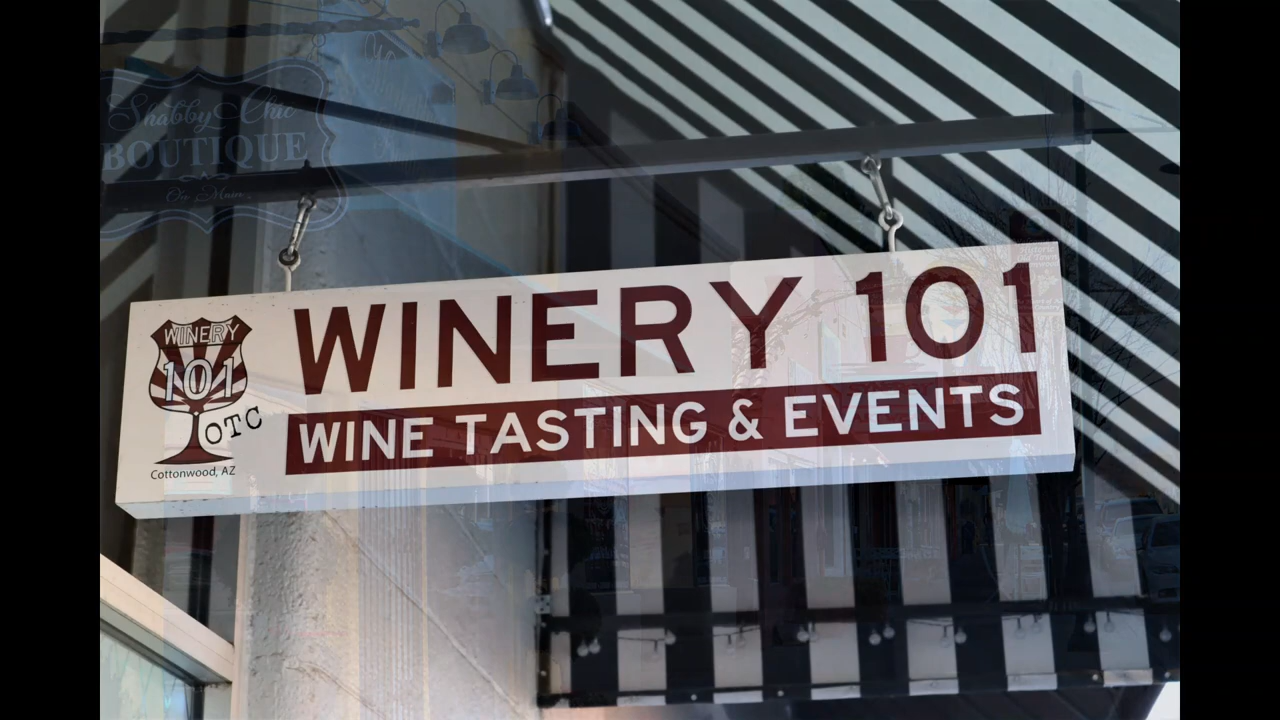 Shabby Chic
BOUTIQUE
On Main
WINERY 101
WINE TASTING & EVENTS
WINERY
101
OTC
Cottonwood, AZ